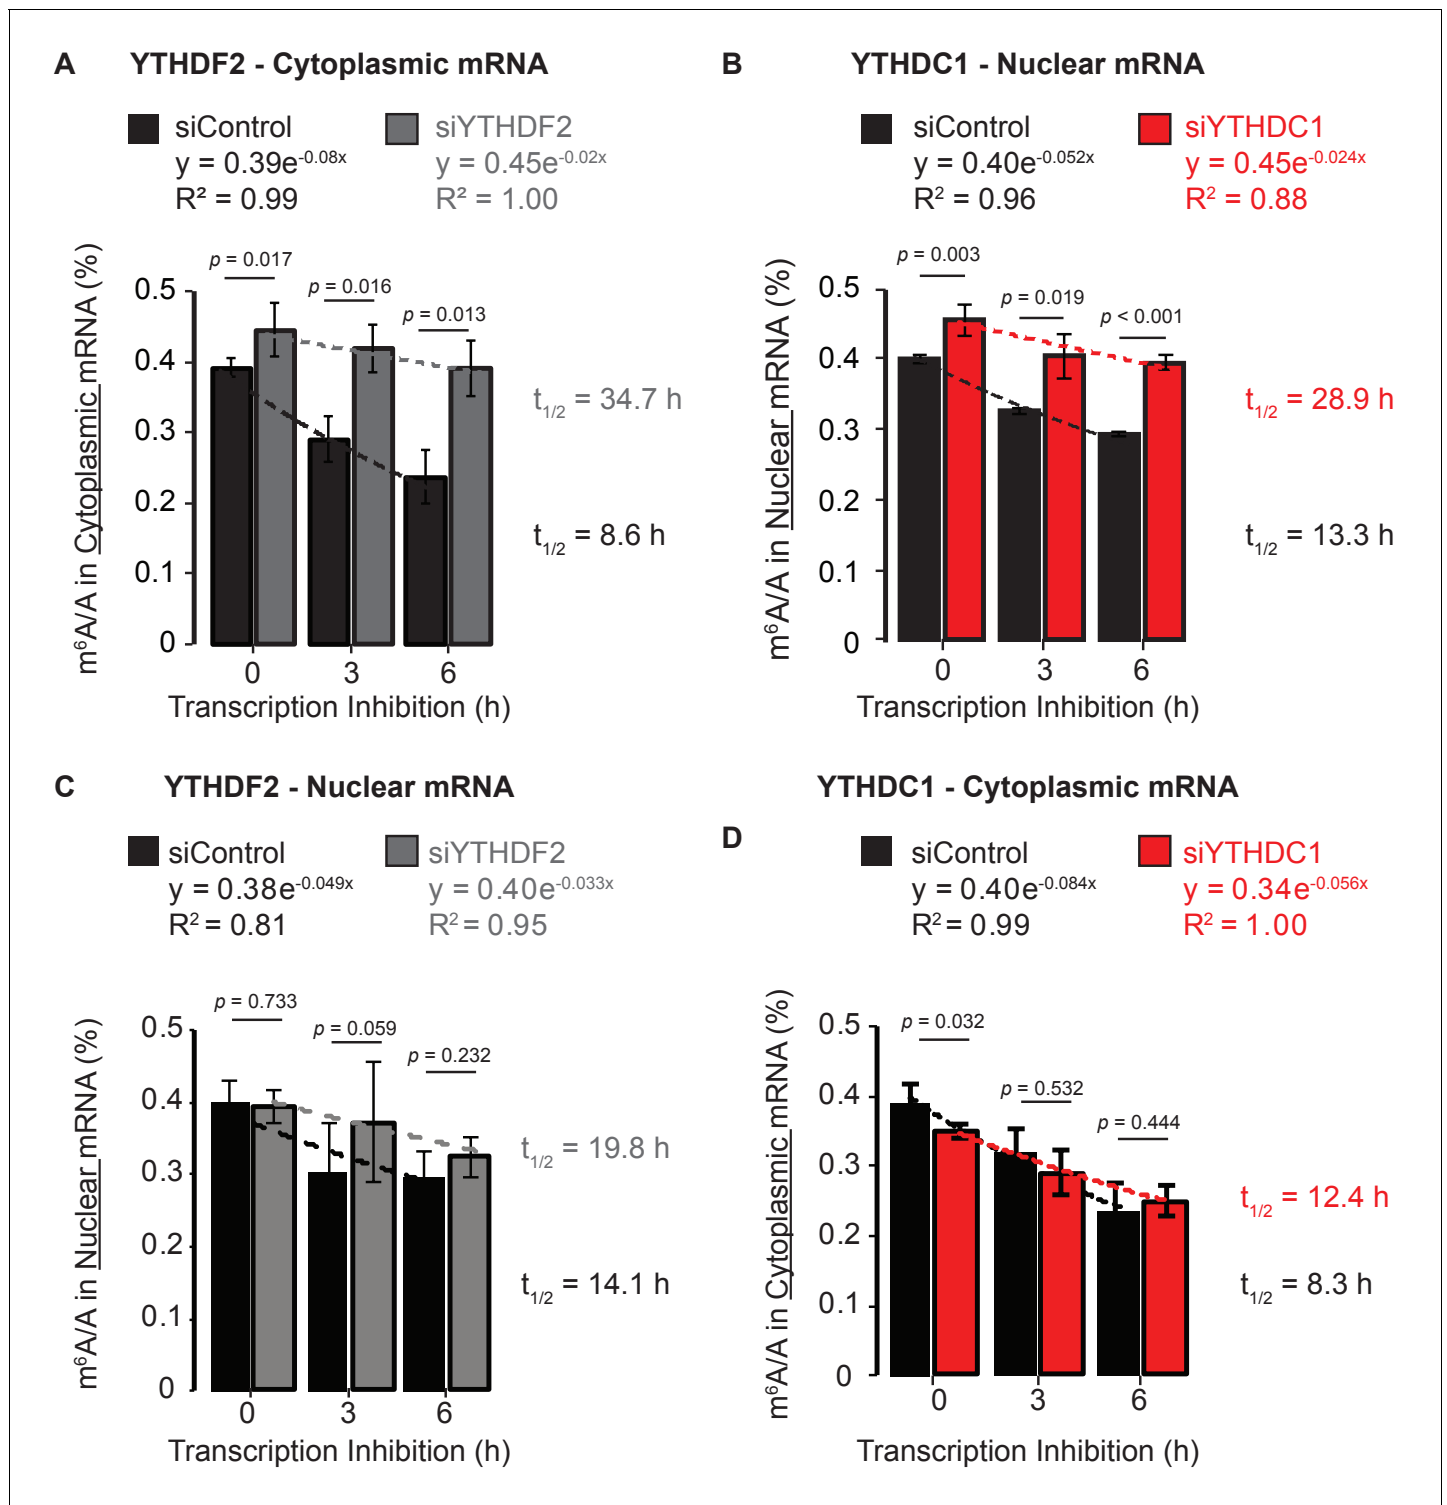 A YTHDF2 - Cytoplasmic mRNA
siControl siYTHDF2
y = 0.39e^-0.08x y = 0.45e^-0.02x
R² = 0.99 R² = 1.00
p = 0.017
p = 0.016
p = 0.013
m⁶A/A in Cytoplasmic mRNA (%)
0.5
0.4
0.3
0.2
0.1
0
t1/2 = 34.7 h
t1/2 = 8.6 h
0 3 6
Transcription Inhibition (h)
B YTHDC1 - Nuclear mRNA
siControl siYTHDC1
y = 0.40e^-0.052x y = 0.45e^-0.024x
R² = 0.96 R² = 0.88
p = 0.003
p = 0.019
p < 0.001
m⁶A/A in Nuclear mRNA (%)
0.5
0.4
0.3
0.2
0.1
0
t1/2 = 28.9 h
t1/2 = 13.3 h
0 3 6
Transcription Inhibition (h)
C YTHDF2 - Nuclear mRNA
siControl siYTHDF2
y = 0.38e^-0.049x y = 0.40e^-0.033x
R² = 0.81 R² = 0.95
p = 0.733
p = 0.059
p = 0.232
m⁶A/A in Nuclear mRNA (%)
0.5
0.4
0.3
0.2
0.1
0
t1/2 = 19.8 h
t1/2 = 14.1 h
0 3 6
Transcription Inhibition (h)
YTHDC1 - Cytoplasmic mRNA
D
siControl siYTHDC1
y = 0.40e^-0.084x y = 0.34e^-0.056x
R² = 0.99 R² = 1.00
p = 0.032
p = 0.532
p = 0.444
m⁶A/A in Cytoplasmic mRNA (%)
0.5
0.4
0.3
0.2
0.1
0
t1/2 = 12.4 h
t1/2 = 8.3 h
0 3 6
Transcription Inhibition (h)